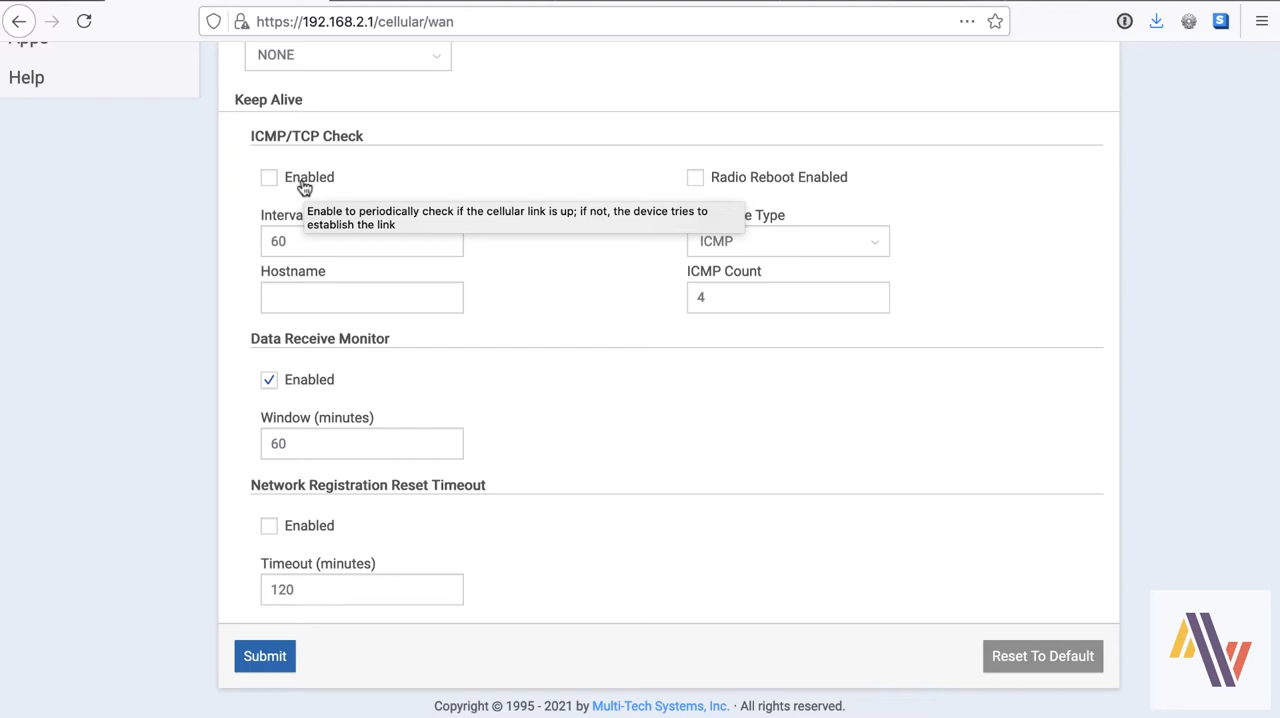 https://192.168.2.1/cellular/wan
Help
NONE
Keep Alive
ICMP/TCP Check
Enabled
Radio Reboot Enabled
Enable to periodically check if the cellular link is up; if not, the device tries to
establish the link
Interva
e Type
60
ICMP
Hostname
ICMP Count
4
Data Receive Monitor
Enabled
Window (minutes)
60
Network Registration Reset Timeout
Enabled
Timeout (minutes)
120
Submit
Reset To Default
Copyright © 1995 - 2021 by Multi-Tech Systems, Inc. · All rights reserved.